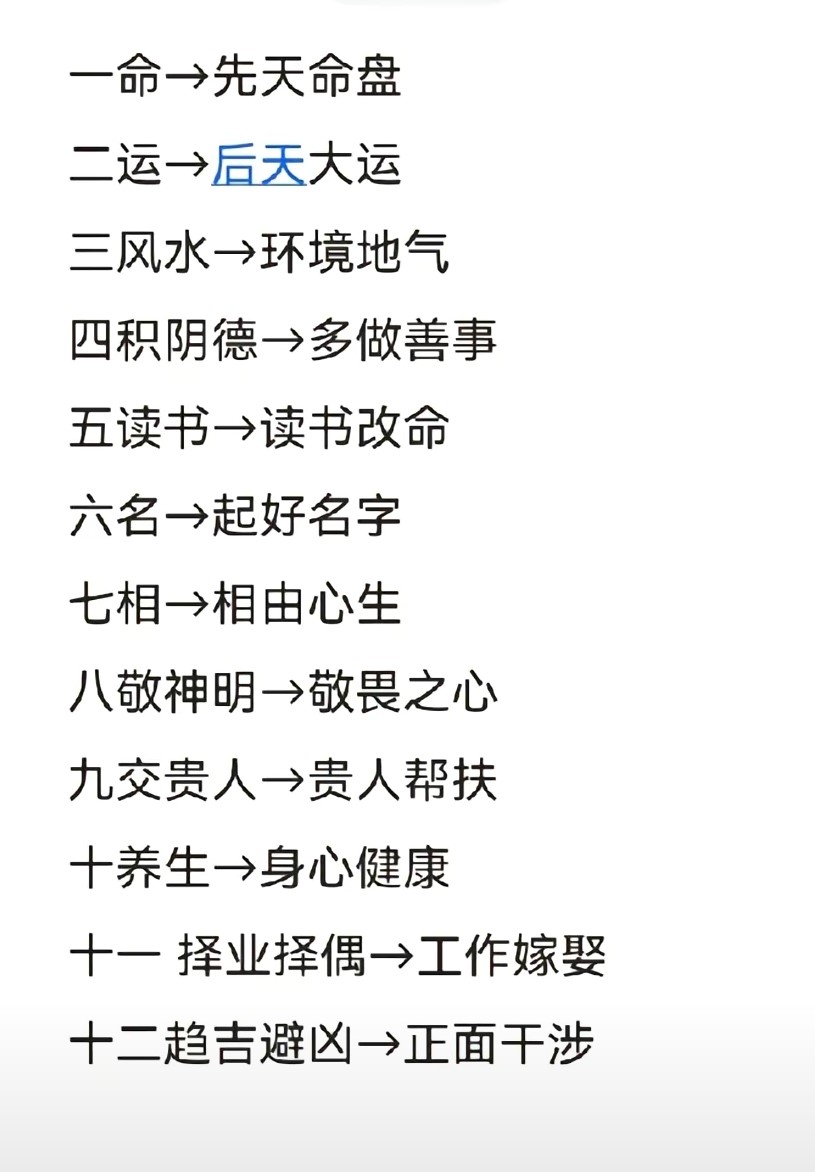 一命→先天命盘
二运→后天大运
三风水→环境地气
四积阴德→多做善事
五读书→读书改命
六名→起好名字
七相→相由心生
八敬神明→敬畏之心
九交贵人→贵人帮扶
十养生→身心健康
十一 择业择偶→工作嫁娶
十二趋吉避凶→正面干涉